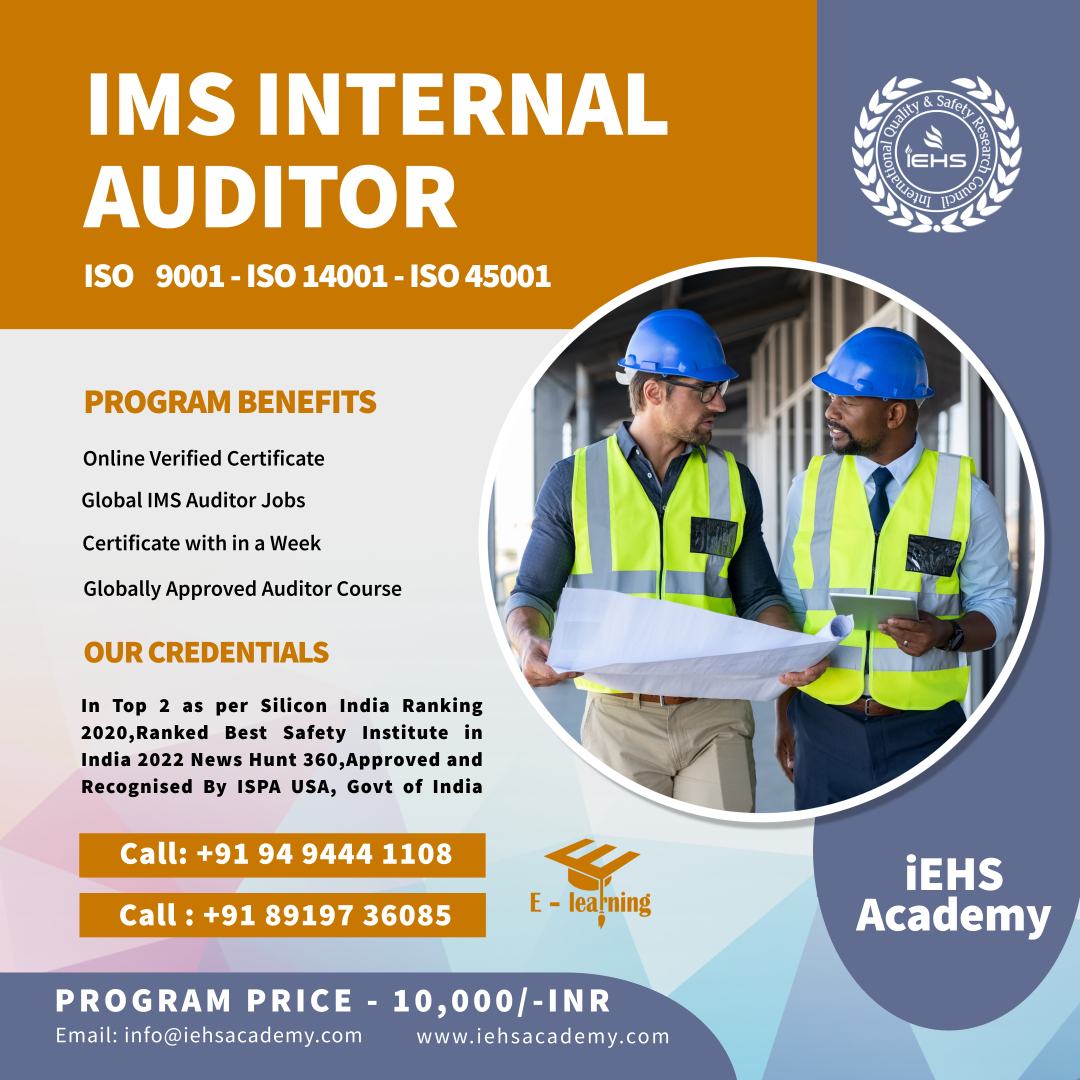 IMS INTERNAL
AUDITOR
ISO 9001 - ISO 14001 - ISO 45001
International Quality & Safety Research Council
iEHS
PROGRAM BENEFITS
Online Verified Certificate
Global IMS Auditor Jobs
Certificate with in a Week
Globally Approved Auditor Course
OUR CREDENTIALS
In Top 2 as per Silicon India Ranking
2020,Ranked Best Safety Institute in
India 2022 News Hunt 360,Approved and
Recognised By ISPA USA, Govt of India
Call: +91 94 9444 1108
Call : +91 89197 36085
E - learning
iEHS
Academy
PROGRAM PRICE - 10,000/-INR
Email: info@iehsacademy.com www.iehsacademy.com